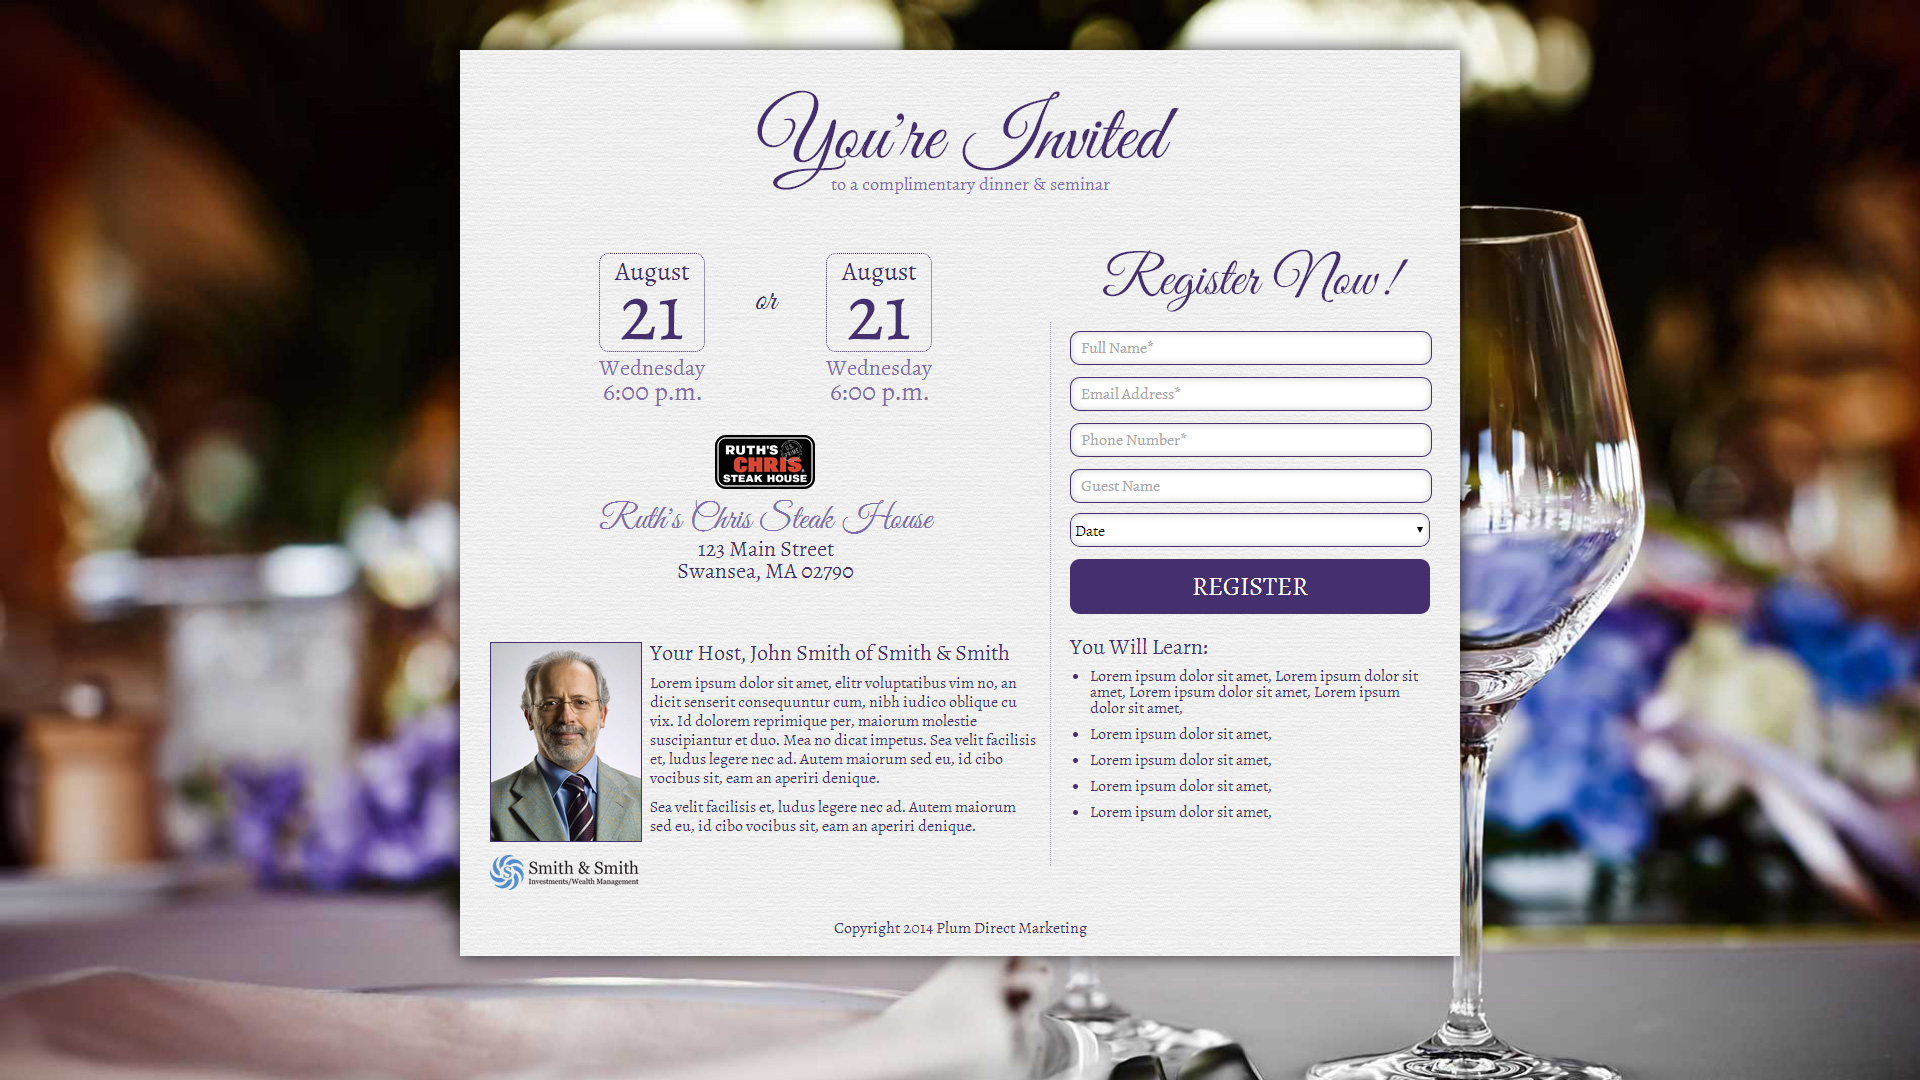 You're Invited
to a complimentary dinner & seminar
August
21
Wednesday
6:00 p.m.
or
August
21
Wednesday
6:00 p.m.
RUTH'S
CHRIS
STEAK HOUSE
Ruth's Chris Steak House
123 Main Street
Swansea, MA 02790
Your Host, John Smith of Smith & Smith
Lorem ipsum dolor sit amet, elitr voluptatibus vim no, an
dicit senserit consequuntur cum, nibh iudico oblique cu
vix. Id dolorem reprimique per, maiorum molestie
suscipiantur et duo. Mea no dicat impetus. Sea velit facilisis
et, ludus legere nec ad. Autem maiorum sed eu, id cibo
vocibus sit, eam an aperiri denique.
Sea velit facilisis et, ludus legere nec ad. Autem maiorum
sed eu, id cibo vocibus sit, eam an aperiri denique.
Smith & Smith
Investments/Wealth Management
Register Now!
Full Name*
Email Address*
Phone Number*
Guest Name
Date
REGISTER
You Will Learn:
Lorem ipsum dolor sit amet, Lorem ipsum dolor sit
amet, Lorem ipsum dolor sit amet, Lorem ipsum
dolor sit amet,
Lorem ipsum dolor sit amet,
Lorem ipsum dolor sit amet,
Lorem ipsum dolor sit amet,
Lorem ipsum dolor sit amet,
Copyright 2014 Plum Direct Marketing